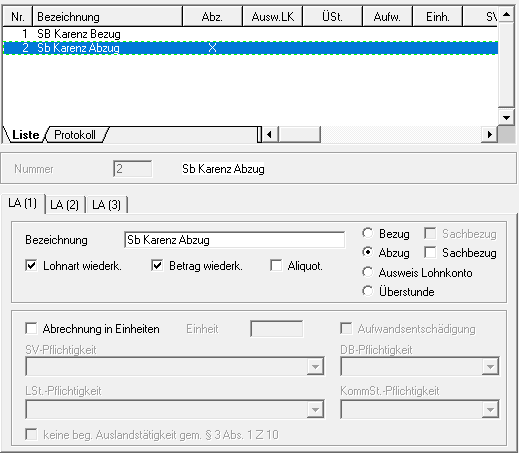 Nr. Bezeichnung Abz. Ausw.LK ÜSt. Aufw. Einh. SV
1 SB Karenz Bezug
2 Sb Karenz Abzug X
Liste Protokoll
Nummer 2 Sb Karenz Abzug
LA (1) LA (2) LA (3)
Bezeichnung Sb Karenz Abzug
Bezug Sachbezug
Abzug Sachbezug
Lohnart wiederk. Betrag wiederk. Aliquot.
Ausweis Lohnkonto
Überstunde
Abrechnung in Einheiten Einheit Aufwandsentschädigung
SV-Pflichtigkeit DB-Pflichtigkeit
LSt.-Pflichtigkeit KommSt.-Pflichtigkeit
keine beg. Auslandstätigkeit gem. § 3 Abs. 1 Z 10